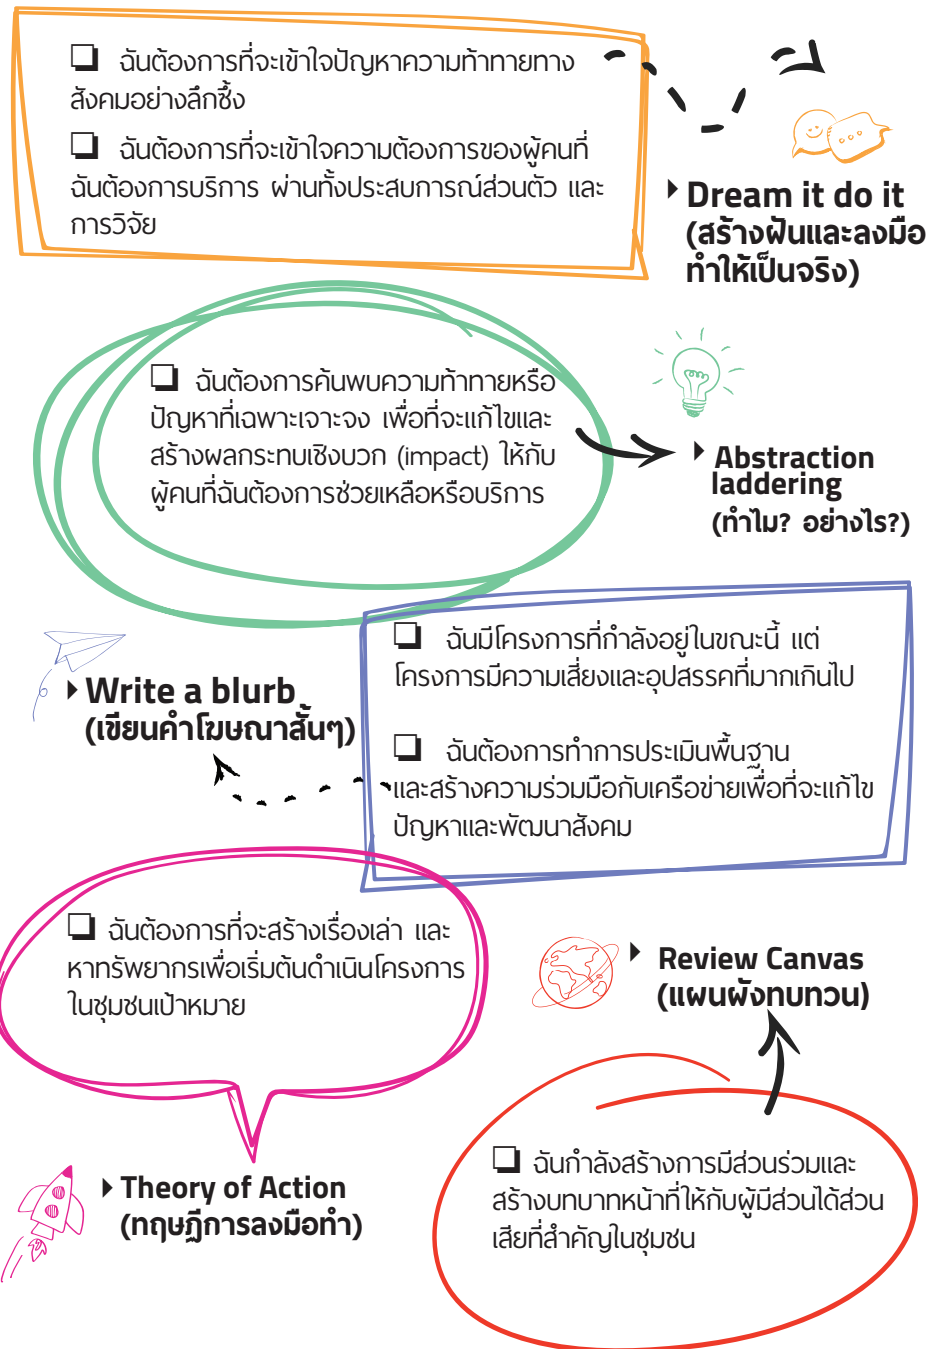 ❏ ฉันต้องการที่จะเข้าใจปัญหาความท้าทายทาง
สังคมอย่างลึกซึ้ง
❏ ฉันต้องการที่จะเข้าใจความต้องการของผู้คนที่
ฉันต้องการบริการ ผ่านทั้งประสบการณ์ส่วนตัว และ
การวิจัย
Dream it do it
(สร้างฝันและลงมือ
ทำให้เป็นจริง)
❏ ฉันต้องการค้นพบความท้าทายหรือ
ปัญหาที่เฉพาะเจาะจง เพื่อที่จะแก้ไขและ
สร้างผลกระทบเชิงบวก (impact) ให้กับ
ผู้คนที่ฉันต้องการช่วยเหลือหรือบริการ
Abstraction
laddering
(ทำไม? อย่างไร?)
❏ ฉันมีโครงการที่กำลังอยู่ในขณะนี้ แต่
โครงการมีความเสี่ยงและอุปสรรคที่มากเกินไป
❏ ฉันต้องการทำการประเมินพื้นฐาน
และสร้างความร่วมมือกับเครือข่ายเพื่อที่จะแก้ไข
ปัญหาและพัฒนาสังคม
Write a blurb
(เขียนคำโฆษณาสั้นๆ)
❏ ฉันต้องการที่จะสร้างเรื่องเล่า และ
หาทรัพยากรเพื่อเริ่มต้นดำเนินโครงการ
ในชุมชนเป้าหมาย
Theory of Action
(ทฤษฎีการลงมือทำ)
Review Canvas
(แผนผังทบทวน)
❏ ฉันกำลังสร้างการมีส่วนร่วมและ
สร้างบทบาทหน้าที่ให้กับผู้มีส่วนได้ส่วน
เสียที่สำคัญในชุมชน